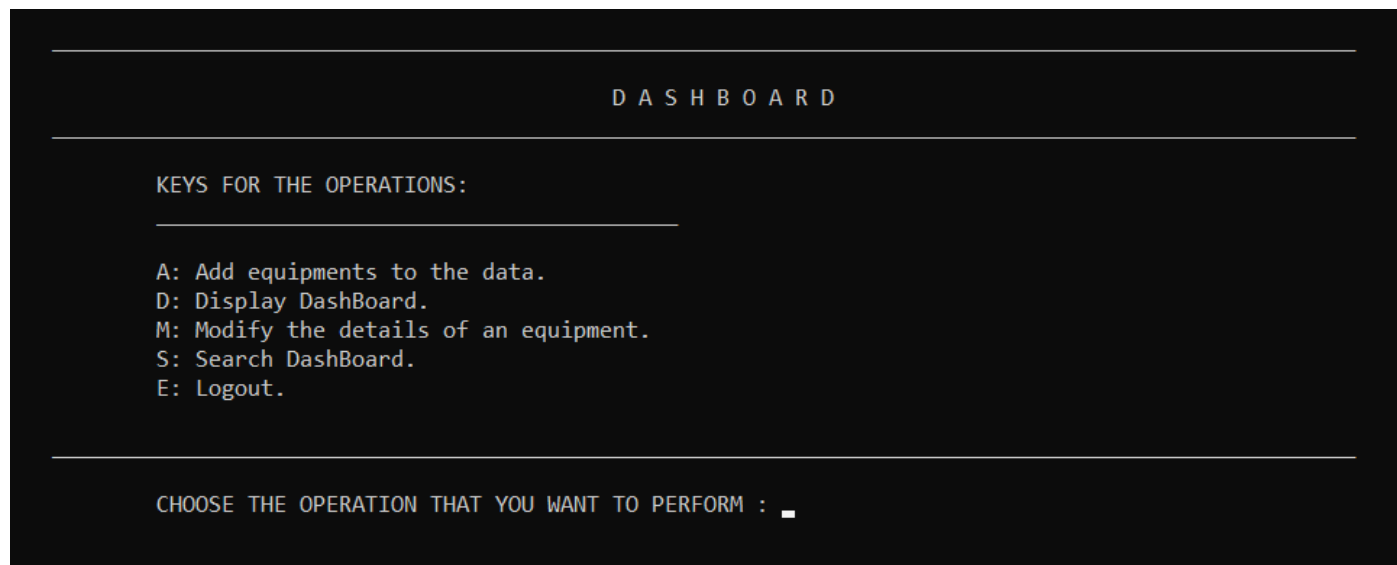 D A S H B O A R D
KEYS FOR THE OPERATIONS:
A: Add equipments to the data.
D: Display DashBoard.
M: Modify the details of an equipment.
S: Search DashBoard.
E: Logout.
CHOOSE THE OPERATION THAT YOU WANT TO PERFORM :